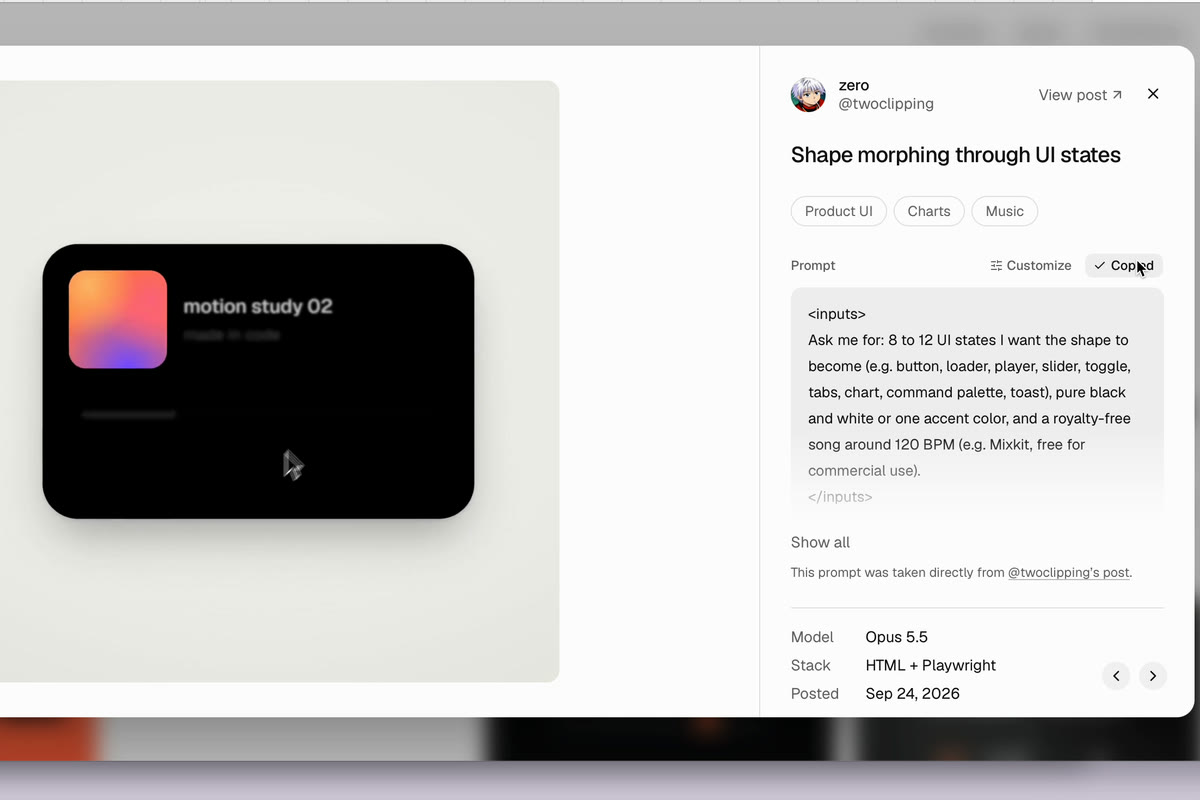 zero
@twoclipping
View post ↗
Shape morphing through UI states
Product UI
Charts
Music
Prompt
Customize
Copied
<inputs>
Ask me for: 8 to 12 UI states I want the shape to
become (e.g. button, loader, player, slider, toggle,
tabs, chart, command palette, toast), pure black
and white or one accent color, and a royalty-free
song around 120 BPM (e.g. Mixkit, free for
commercial use).
</inputs>
Show all
This prompt was taken directly from @twoclipping's post.
Model Opus 5.5
Stack HTML + Playwright
Posted Sep 24, 2026
motion study 02
made in code